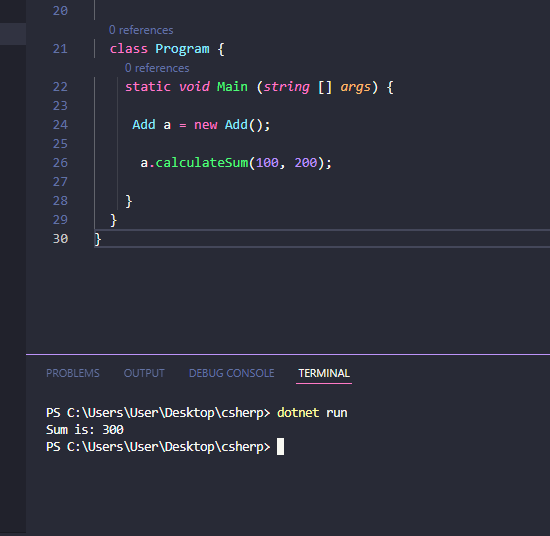 20
0 references
21 class Program {
0 references
22 static void Main (string [] args) {
23
24 Add a = new Add();
25
26 a.calculateSum(100, 200);
27
28 }
29 }
30 }
PROBLEMS OUTPUT DEBUG CONSOLE TERMINAL
PS C:\Users\User\Desktop\csherp> dotnet run
Sum is: 300
PS C:\Users\User\Desktop\csherp>